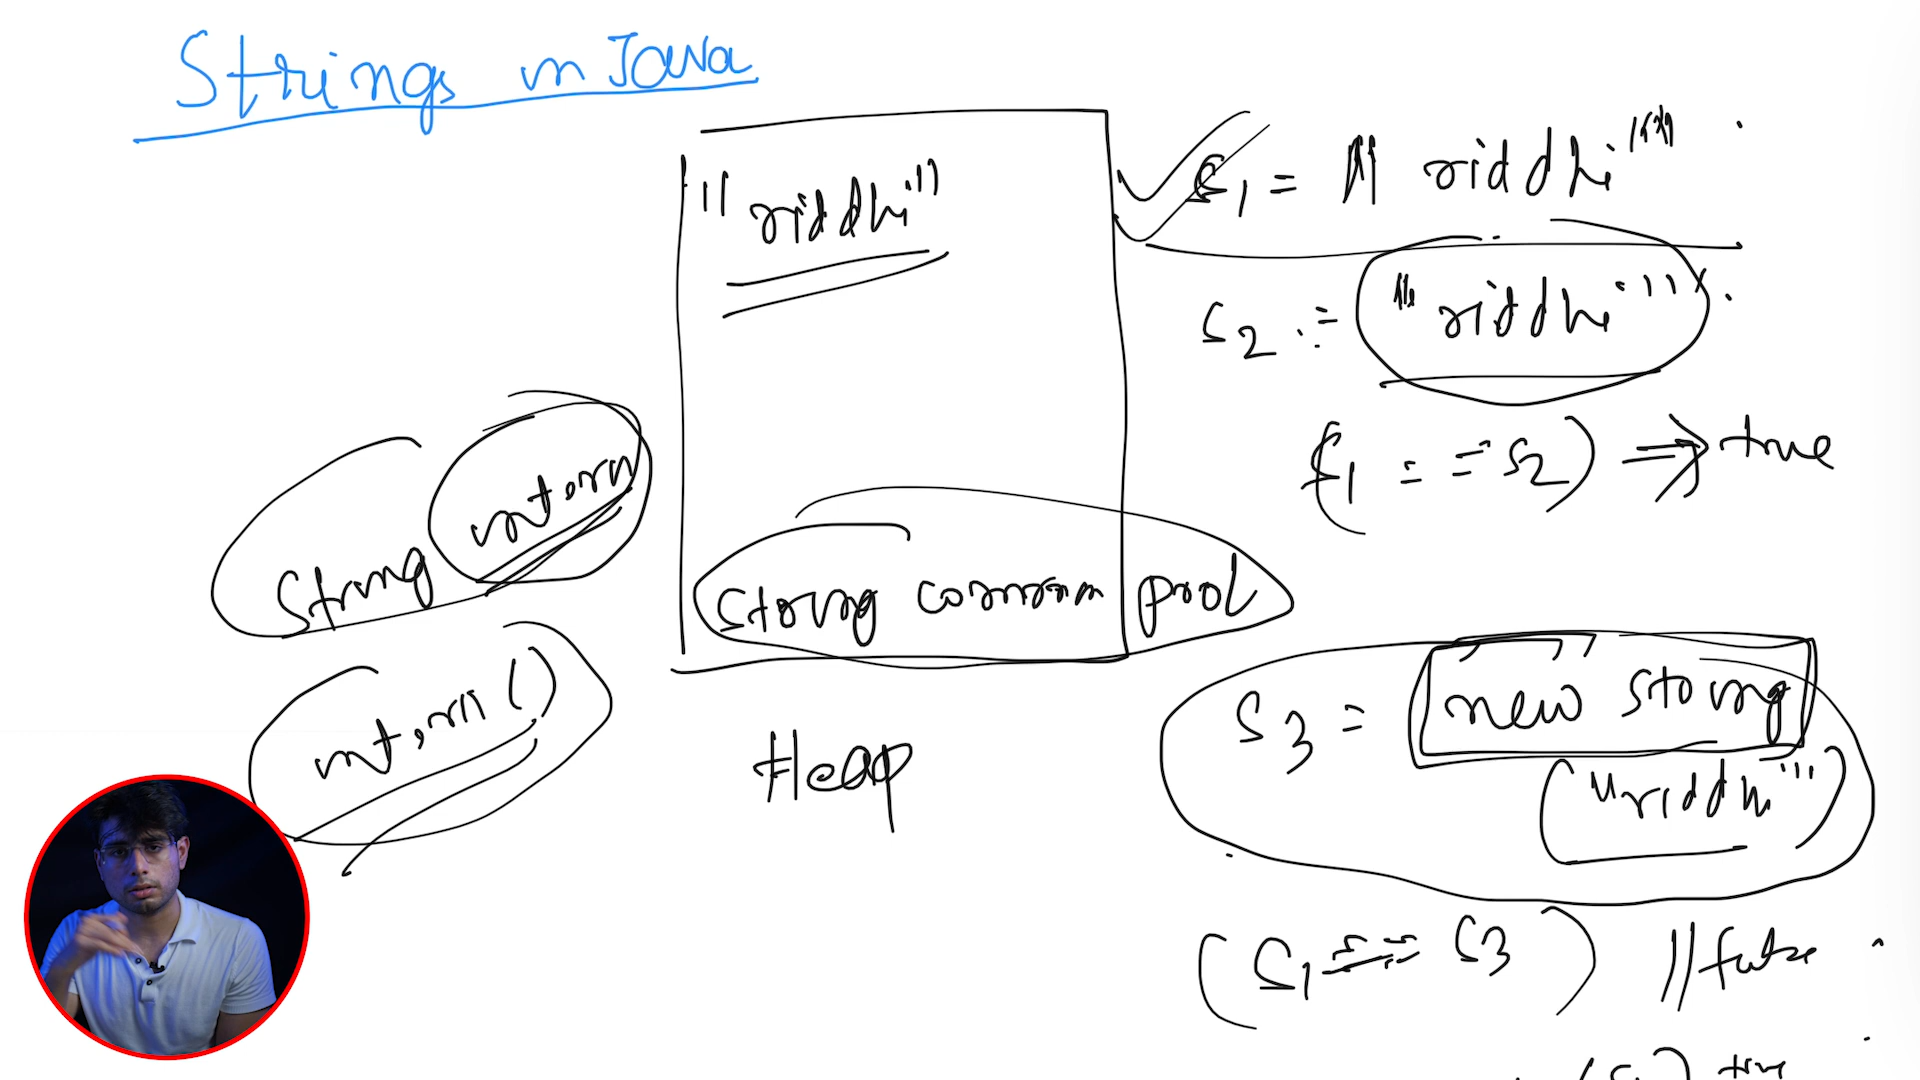 Strings in Java
"riddhi"
s1 = "riddhi"
s2 = "riddhi"
(s1 == s2) => true
String intern
String common pool
intern()
Heap
s3 = new String
("riddhi")
(s1 == s3) // false
true